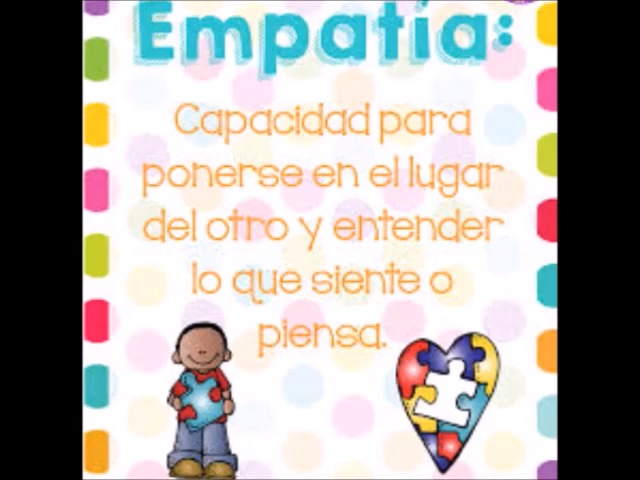 Empatía:
Capacidad para
ponerse en el lugar
del otro y entender
lo que siente o
piensa.